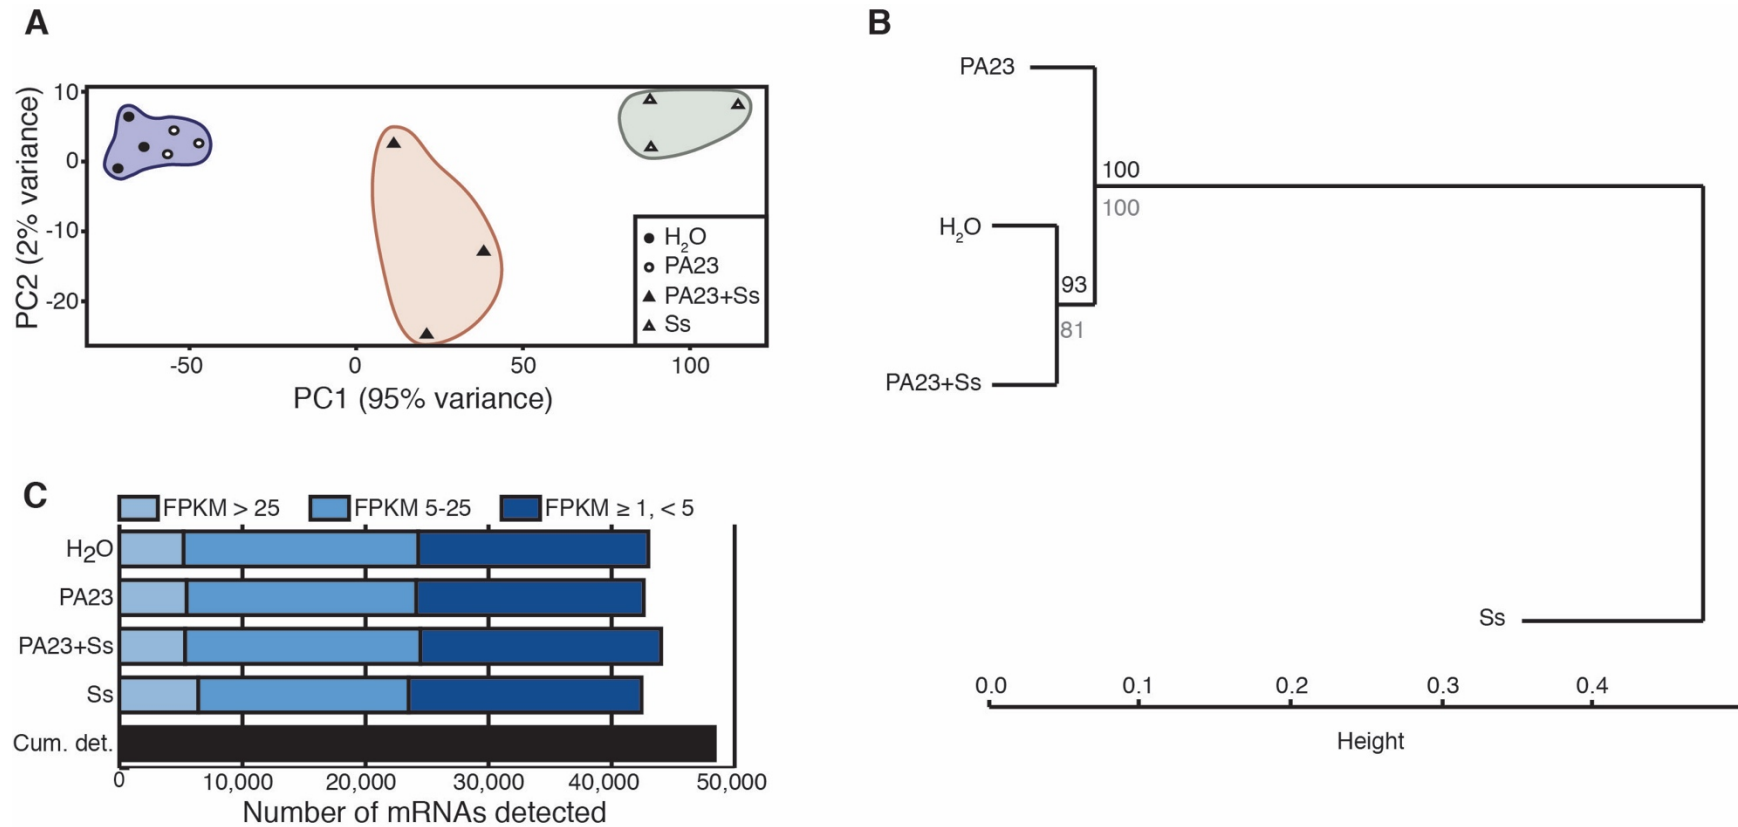 A
PC2 (2% variance)
10
0
-10
-20
H2O
PA23
PA23+Ss
Ss
-50
0
50
100
PC1 (95% variance)
B
PA23
100
100
H2O
93
81
PA23+Ss
Ss
0.0
0.1
0.2
0.3
0.4
Height
C
FPKM > 25
FPKM 5-25
FPKM ≥ 1, < 5
H2O
PA23
PA23+Ss
Ss
Cum. det.
0
10,000
20,000
30,000
40,000
50,000
Number of mRNAs detected